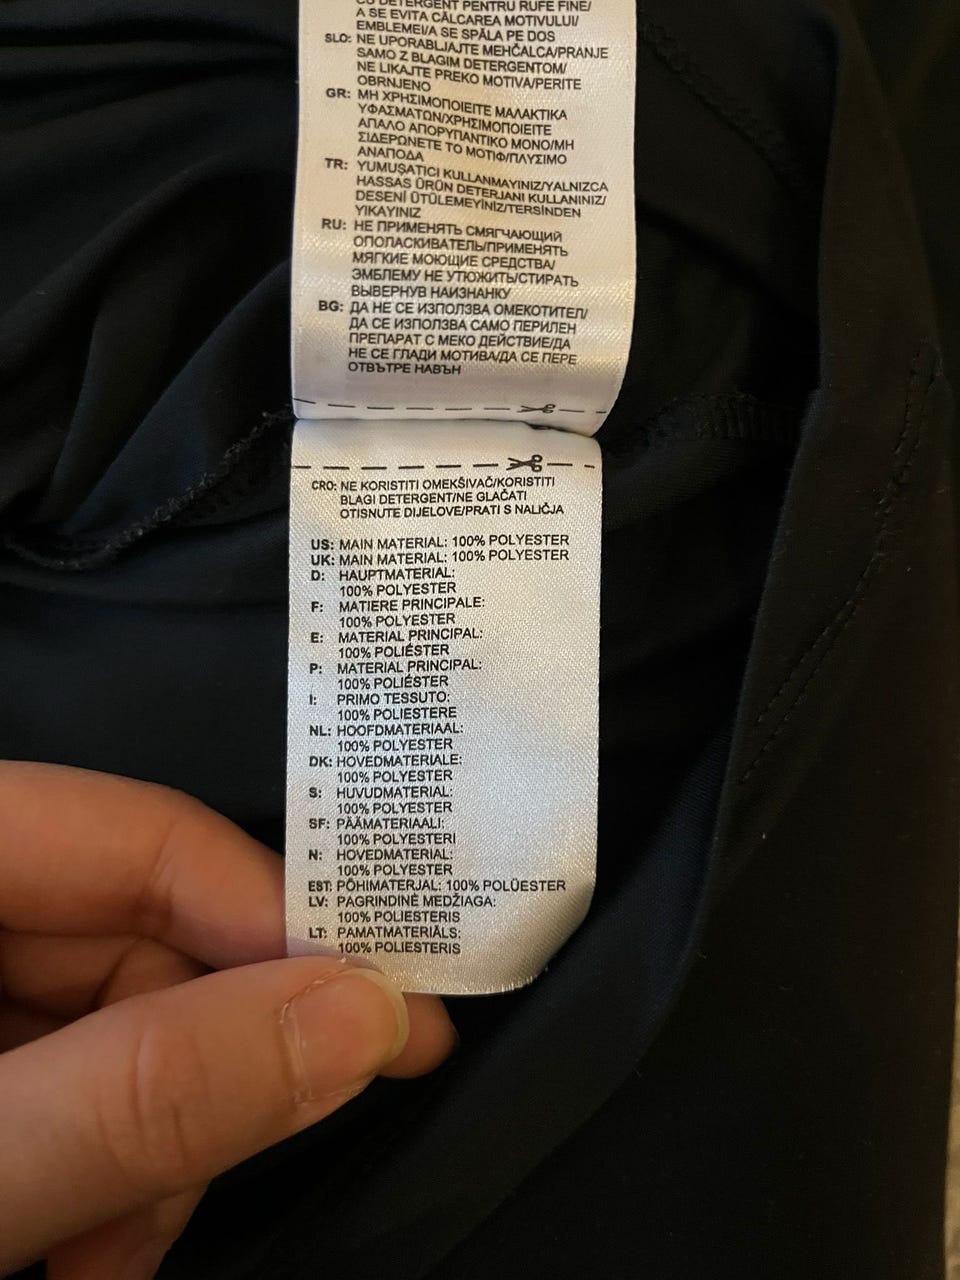 CU DETERGENT PENTRU RUFE FINE/
A SE EVITA CĂLCAREA MOTIVULUI/
EMBLEMEI/A SE SPĂLA PE DOS
SLO: NE UPORABLJAJTE MEHČALCA/PRANJE
SAMO Z BLAGIM DETERGENTOM/
NE LIKAJTE PREKO MOTIVA/PERITE
OBRNJENO
GR: ΜΗ ΧΡΗΣΙΜΟΠΟΙΕΙΤΕ ΜΑΛΑΚΤΙΚΑ
ΥΦΑΣΜΑΤΩΝ/ΧΡΗΣΙΜΟΠΟΙΕΙΤΕ
ΑΠΑΛΟ ΑΠΟΡΥΠΑΝΤΙΚΟ ΜΟΝΟ/ΜΗ
ΣΙΔΕΡΩΝΕΤΕ ΤΟ ΜΟΤΙΦ/ΠΛΥΣΙΜΟ
ΑΝΑΠΟΔΑ
TR: YUMUŞATICI KULLANMAYINIZ/YALNIZCA
HASSAS ÜRÜN DETERJANI KULLANINIZ/
DESENİ ÜTÜLEMEYİNİZ/TERSİNDEN
YIKAYINIZ
RU: НЕ ПРИМЕНЯТЬ СМЯГЧАЮЩИЙ
ОПОЛАСКИВАТЕЛЬ/ПРИМЕНЯТЬ
МЯГКИЕ МОЮЩИЕ СРЕДСТВА/
ЭМБЛЕМУ НЕ УТЮЖИТЬ/СТИРАТЬ
ВЫВЕРНУВ НАИЗНАНКУ
BG: ДА НЕ СЕ ИЗПОЛЗВА ОМЕКОТИТЕЛ/
ДА СЕ ИЗПОЛЗВА САМО ПЕРИЛЕН
ПРЕПАРАТ С МЕКО ДЕЙСТВИЕ/ДА
НЕ СЕ ГЛАДИ МОТИВА/ДА СЕ ПЕРЕ
ОТВЪТРЕ НАВЪН
CRO: NE KORISTITI OMEKŠIVAČ/KORISTITI
BLAGI DETERGENT/NE GLAČATI
OTISNUTE DIJELOVE/PRATI S NALIČJA
US: MAIN MATERIAL: 100% POLYESTER
UK: MAIN MATERIAL: 100% POLYESTER
D: HAUPTMATERIAL:
100% POLYESTER
F: MATIERE PRINCIPALE:
100% POLYESTER
E: MATERIAL PRINCIPAL:
100% POLIÉSTER
P: MATERIAL PRINCIPAL:
100% POLIÉSTER
I: PRIMO TESSUTO:
100% POLIESTERE
NL: HOOFDMATERIAAL:
100% POLYESTER
DK: HOVEDMATERIALE:
100% POLYESTER
S: HUVUDMATERIAL:
100% POLYESTER
SF: PÄÄMATERIAALI:
100% POLYESTERI
N: HOVEDMATERIAL:
100% POLYESTER
EST: PÕHIMATERJAL: 100% POLÜESTER
LV: PAGRINDINĖ MEDŽIAGA:
100% POLIESTERIS
LT: PAMATMATERIĀLS:
100% POLIESTERIS